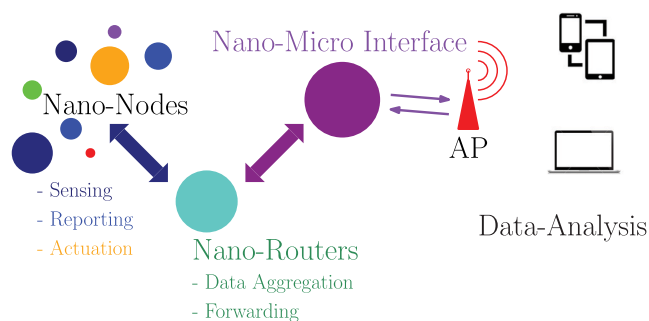 Nano-Micro Interface
Nano-Nodes
AP
- Sensing
- Reporting
- Actuation
Data-Analysis
Nano-Routers
- Data Aggregation
- Forwarding